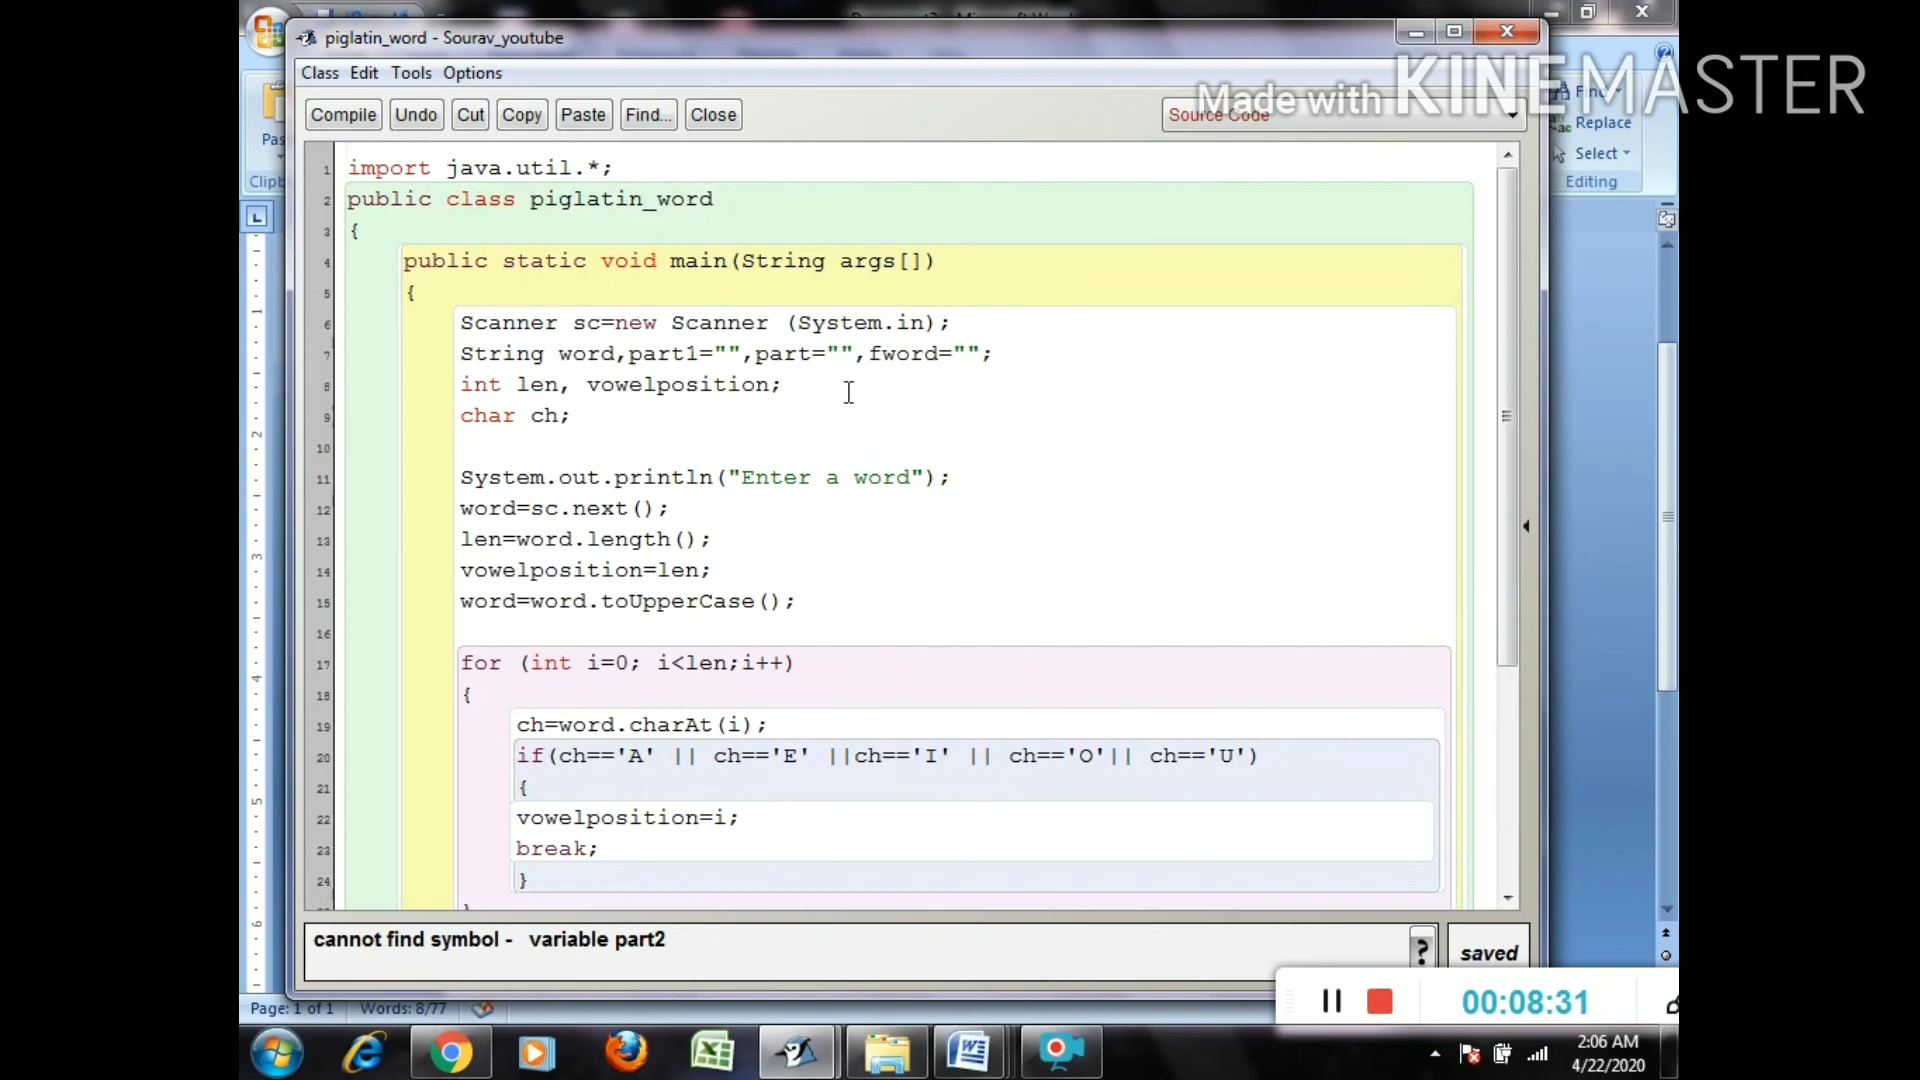 piglatin_word - Sourav_youtube
Class Edit Tools Options
Made with KINEMASTER
Compile Undo Cut Copy Paste Find... Close
Source Code
Find
Replace
Select
Editing
Pas
Clipb
1 import java.util.*;
2 public class piglatin_word
3 {
4 public static void main(String args[])
5 {
6 Scanner sc=new Scanner (System.in);
7 String word,part1="",part="",fword="";
8 int len, vowelposition;
9 char ch;
10
11 System.out.println("Enter a word");
12 word=sc.next();
13 len=word.length();
14 vowelposition=len;
15 word=word.toUpperCase();
16
17 for (int i=0; i<len;i++)
18 {
19 ch=word.charAt(i);
20 if(ch=='A' || ch=='E' ||ch=='I' || ch=='O'|| ch=='U')
21 {
22 vowelposition=i;
23 break;
24 }
cannot find symbol - variable part2
?
saved
Page: 1 of 1 Words: 8/77
00:08:31
2:06 AM
4/22/2020